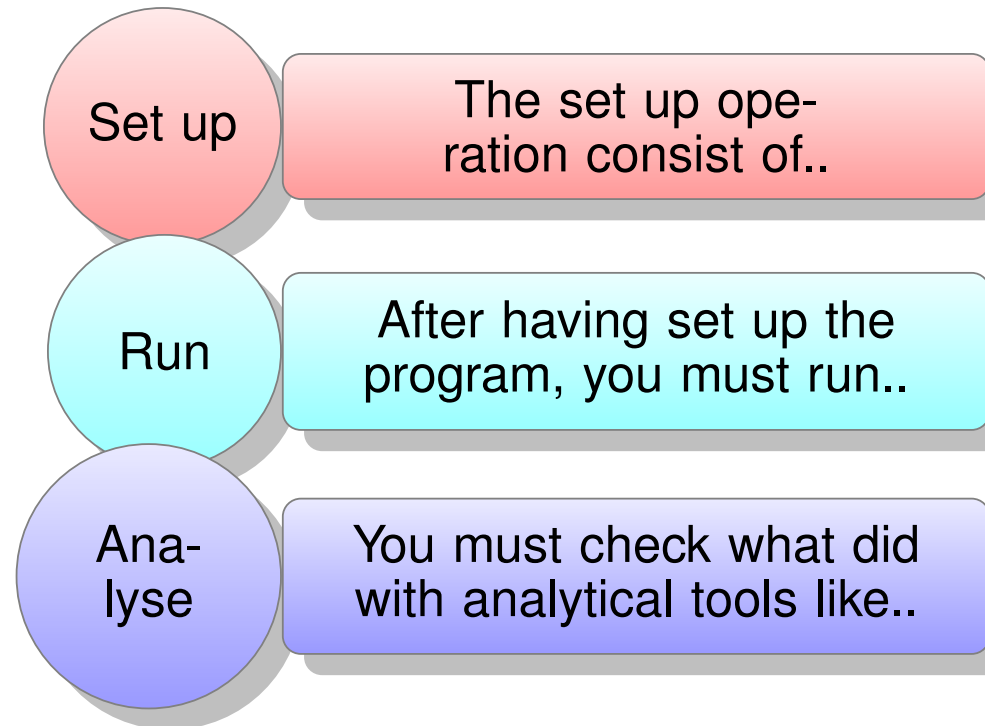 Set up
The set up ope-
ration consist of..
Run
After having set up the
program, you must run..
Ana-
lyse
You must check what did
with analytical tools like..